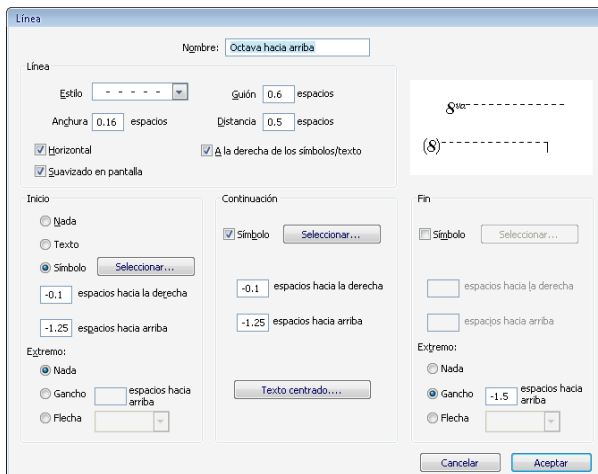 Línea
Nombre: Octava hacia arriba
Línea
Estilo
Guión 0.6 espacios
Anchura 0.16 espacios
Distancia 0.5 espacios
Horizontal
A la derecha de los símbolos/texto
Suavizado en pantalla
8va
(8)
Inicio
Nada
Texto
Símbolo Seleccionar...
-0.1 espacios hacia la derecha
-1.25 espacios hacia arriba
Extremo:
Nada
Gancho espacios hacia
arriba
Flecha
Continuación
Símbolo Seleccionar...
-0.1 espacios hacia la derecha
-1.25 espacios hacia arriba
Texto centrado....
Fin
Símbolo Seleccionar...
espacios hacia la derecha
espacios hacia arriba
Extremo:
Nada
Gancho -1.5 espacios hacia
arriba
Flecha
Cancelar
Aceptar